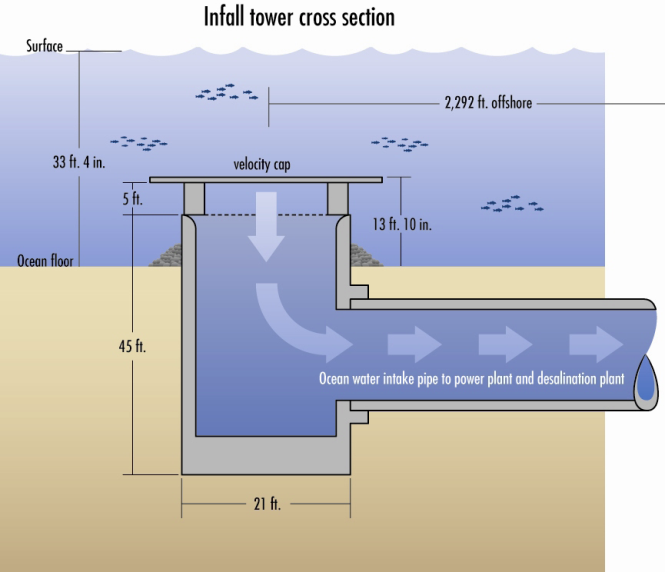 Infall tower cross section
Surface
2,292 ft. offshore
33 ft. 4 in.
velocity cap
5 ft.
13 ft. 10 in.
Ocean floor
45 ft.
Ocean water intake pipe to power plant and desalination plant
21 ft.